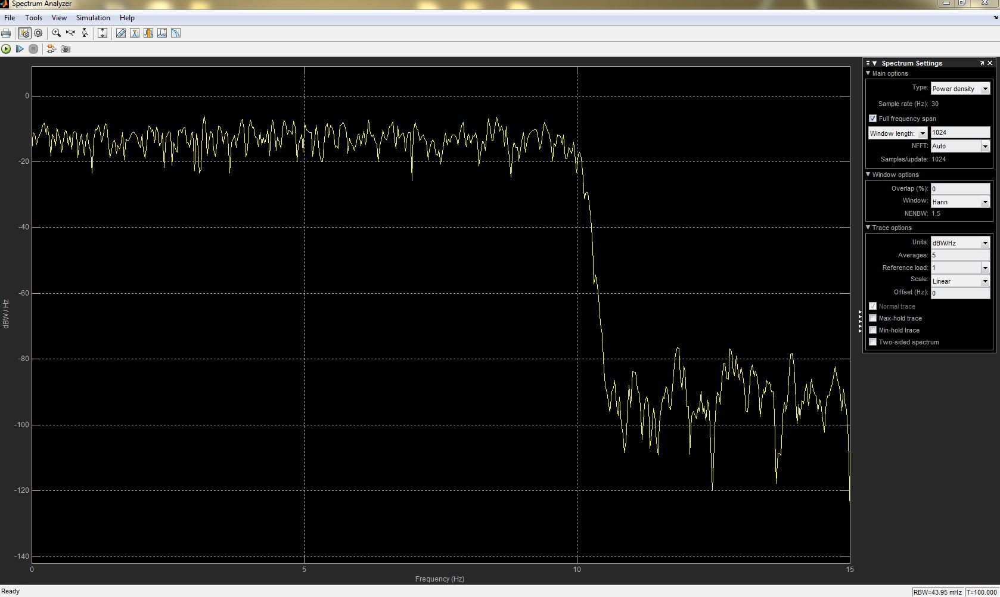 Spectrum Analyzer
File Tools View Simulation Help
Spectrum Settings
Main options
Type: Power density
Sample rate (Hz): 30
Full frequency span
Window length: 1024
NFFT: Auto
Samples/update: 1024
Window options
Overlap (%): 0
Window: Hann
NENBW: 1.5
Trace options
Units: dBW/Hz
Averages: 5
Reference load: 1
Scale: Linear
Offset (Hz): 0
Normal trace
Max-hold trace
Min-hold trace
Two-sided spectrum
0
-20
-40
-60
-80
-100
-120
-140
dBW / Hz
0 5 10 15
Frequency (Hz)
Ready RBW=43.95 mHz T=100.000